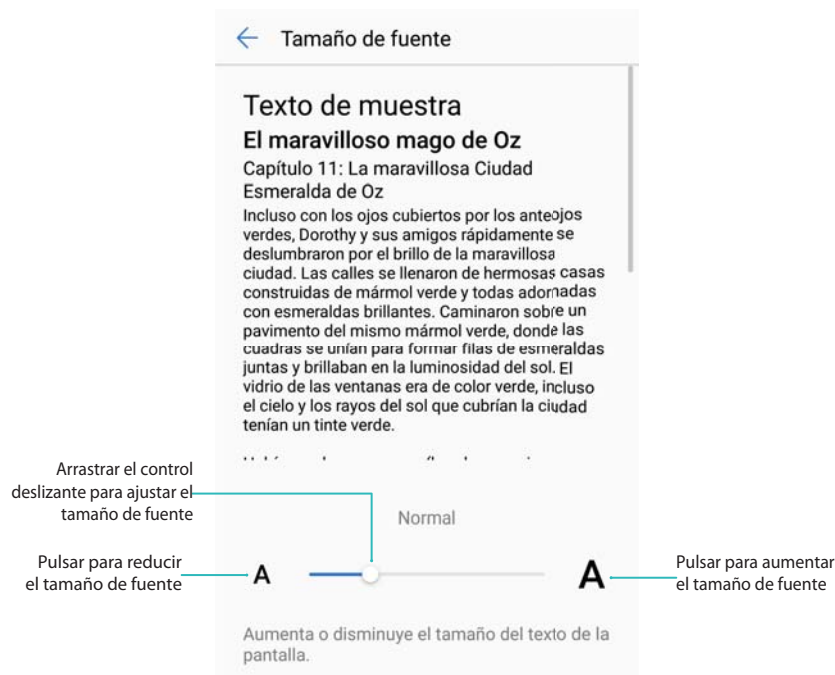 Tamaño de fuente
Texto de muestra
El maravilloso mago de Oz
Capítulo 11: La maravillosa Ciudad
Esmeralda de Oz
Incluso con los ojos cubiertos por los anteojos
verdes, Dorothy y sus amigos rápidamente se
deslumbraron por el brillo de la maravillosa
ciudad. Las calles se llenaron de hermosas casas
construidas de mármol verde y todas adornadas
con esmeraldas brillantes. Caminaron sobre un
pavimento del mismo mármol verde, donde las
cuadras se unían para formar filas de esmeraldas
juntas y brillaban en la luminosidad del sol. El
vidrio de las ventanas era de color verde, incluso
el cielo y los rayos del sol que cubrían la ciudad
tenían un tinte verde.
Arrastrar el control
deslizante para ajustar el
tamaño de fuente
Normal
Pulsar para reducir
el tamaño de fuente
A
A
Pulsar para aumentar
el tamaño de fuente
Aumenta o disminuye el tamaño del texto de la
pantalla.